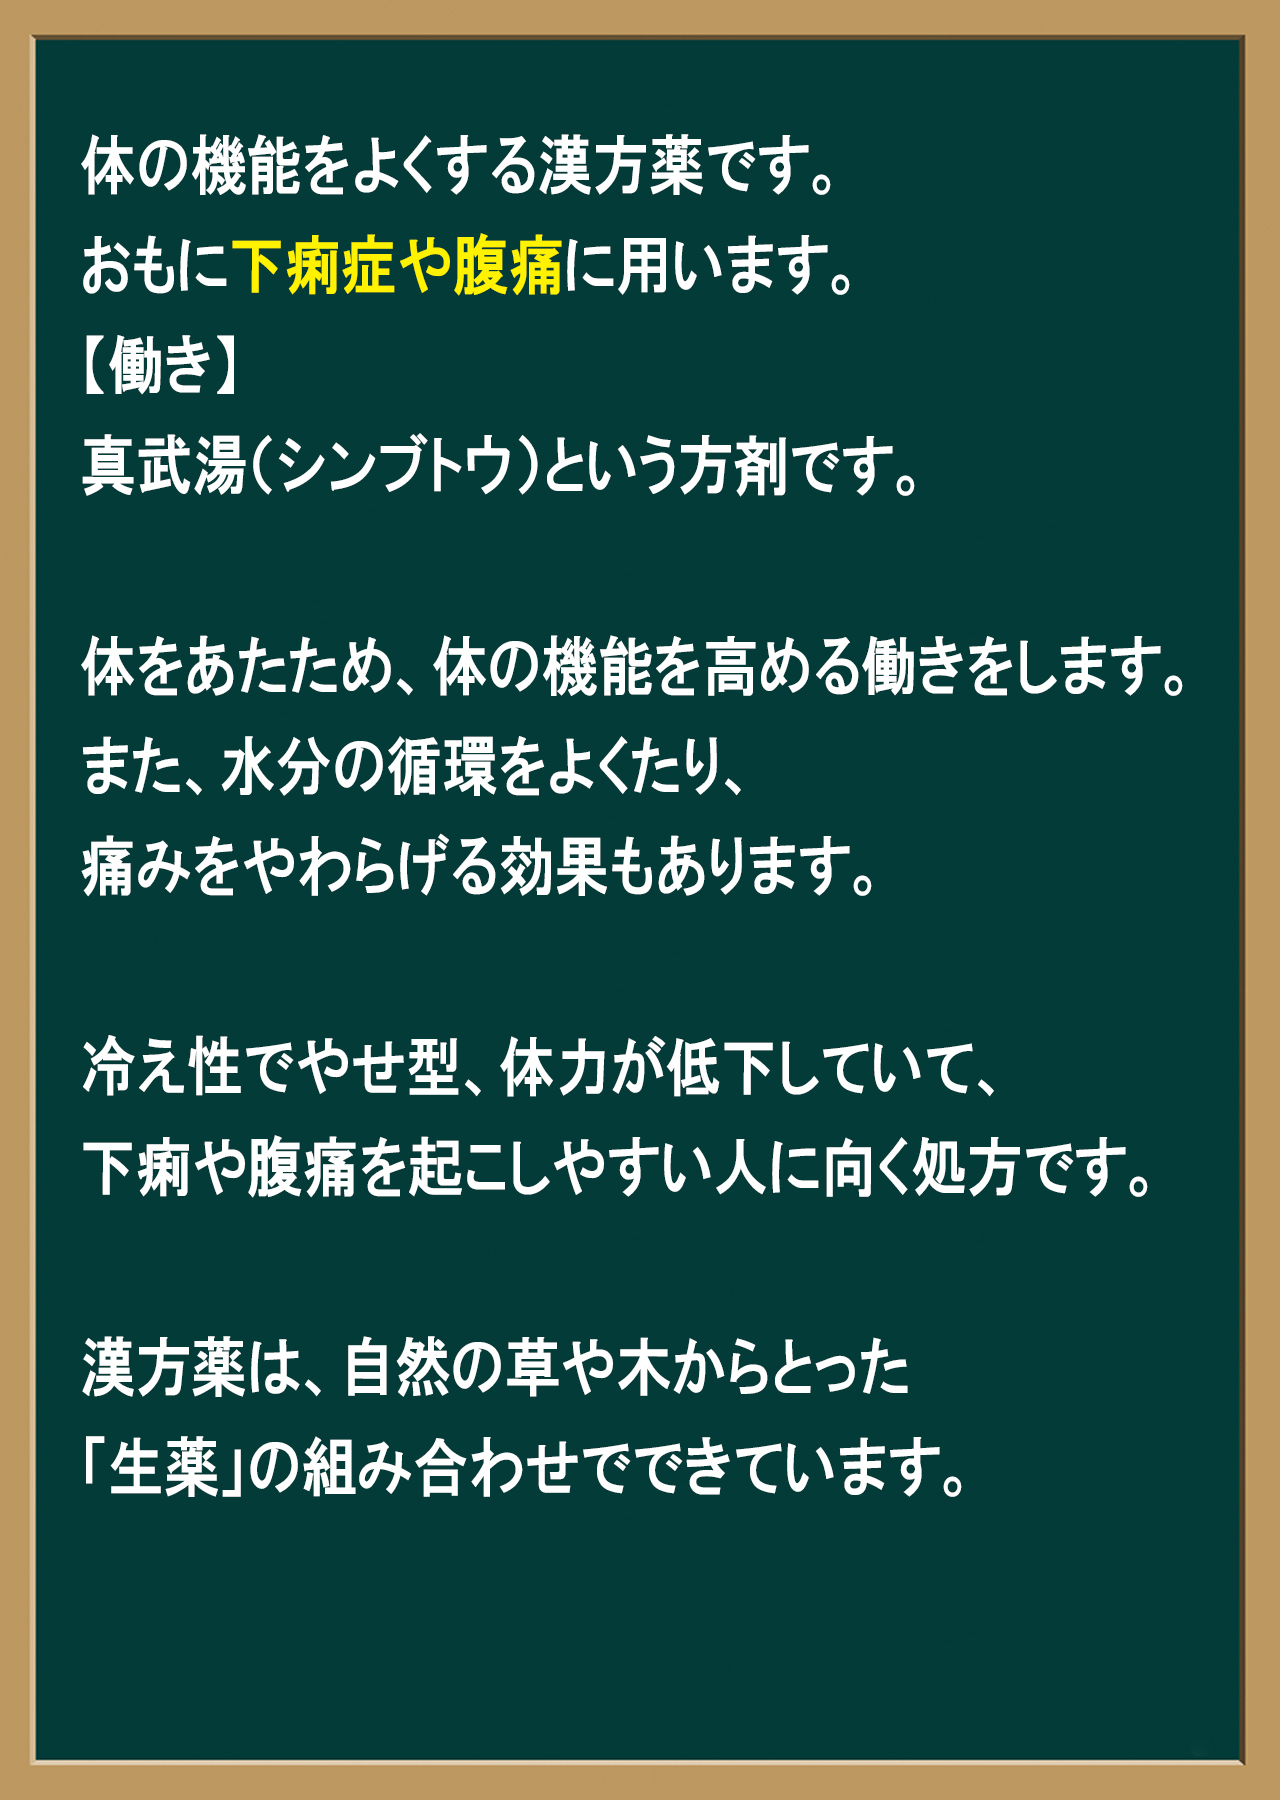 体の機能をよくする漢方薬です。
おもに下痢症や腹痛に用います。
【働き】
真武湯（シンブトウ）という方剤です。
体をあたため、体の機能を高める働きをします。
また、水分の循環をよくたり、
痛みをやわらげる効果もあります。
冷え性でやせ型、体力が低下していて、
下痢や腹痛を起こしやすい人に向く処方です。
漢方薬は、自然の草や木からとった
「生薬」の組み合わせでできています。